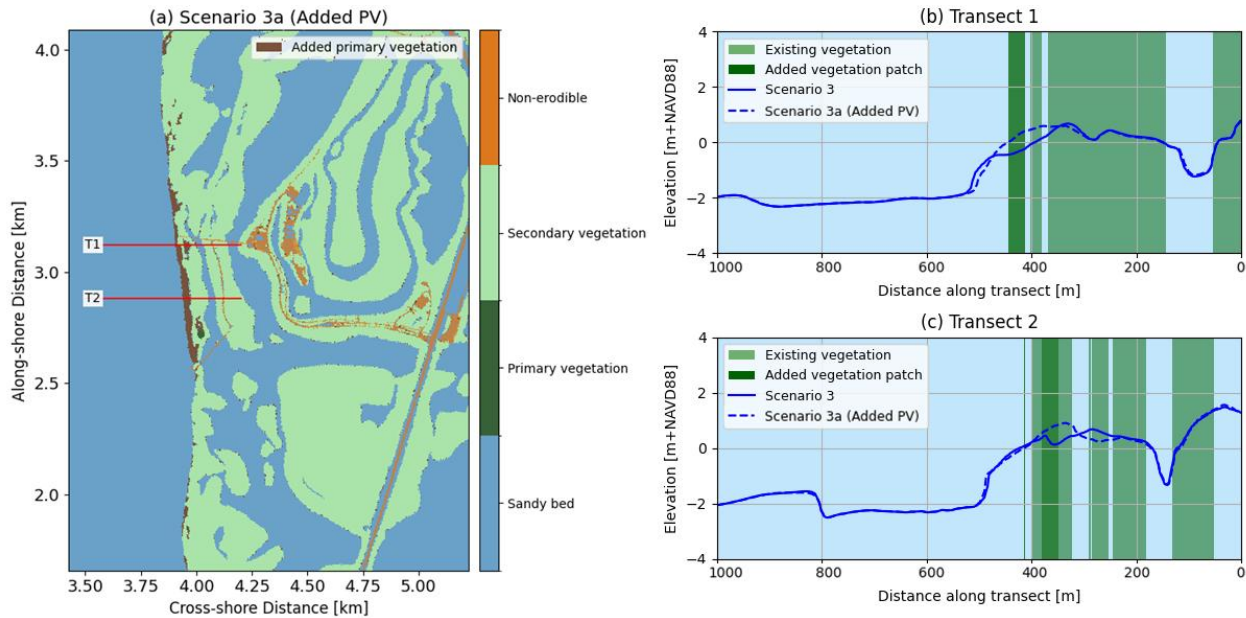 (a) Scenario 3a (Added PV)
Added primary vegetation
4.0
3.5
3.0
2.5
2.0
Along-shore Distance [km]
T1
T2
3.50 3.75 4.00 4.25 4.50 4.75 5.00
Cross-shore Distance [km]
Non-erodible
Secondary vegetation
Primary vegetation
Sandy bed
(b) Transect 1
Existing vegetation
Added vegetation patch
Scenario 3
Scenario 3a (Added PV)
4
2
0
−2
−4
Elevation [m+NAVD88]
1000 800 600 400 200 0
Distance along transect [m]
(c) Transect 2
Existing vegetation
Added vegetation patch
Scenario 3
Scenario 3a (Added PV)
4
2
0
−2
−4
Elevation [m+NAVD88]
1000 800 600 400 200 0
Distance along transect [m]